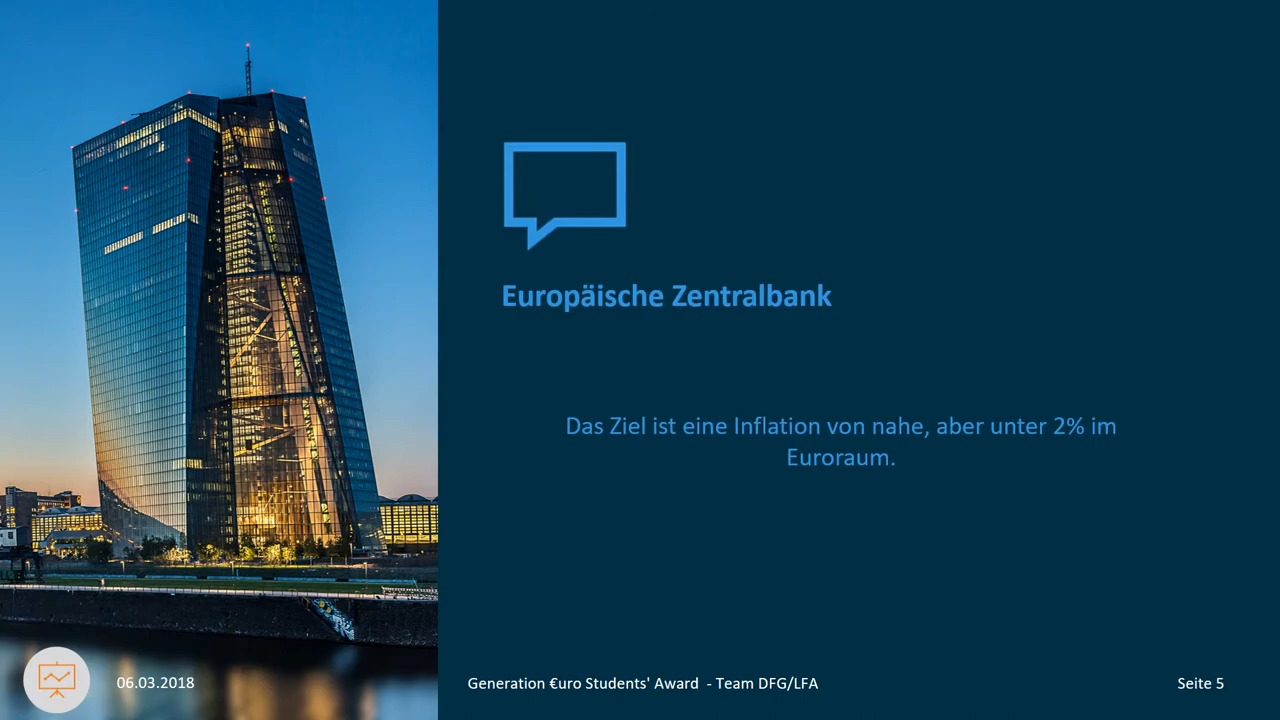 Europäische Zentralbank
Das Ziel ist eine Inflation von nahe, aber unter 2% im
Euroraum.
06.03.2018
Generation €uro Students' Award - Team DFG/LFA
Seite 5